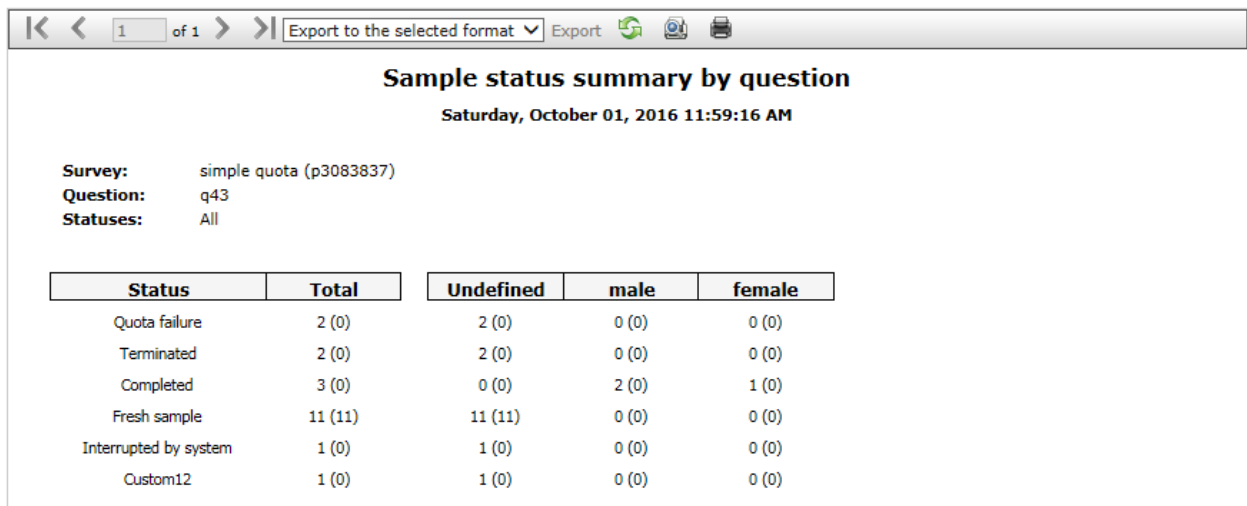 1 of 1 Export to the selected format Export
Sample status summary by question
Saturday, October 01, 2016 11:59:16 AM
Survey: simple quota (p3083837)
Question: q43
Statuses: All
Status Total Undefined male female
Quota failure 2 (0) 2 (0) 0 (0) 0 (0)
Terminated 2 (0) 2 (0) 0 (0) 0 (0)
Completed 3 (0) 0 (0) 2 (0) 1 (0)
Fresh sample 11 (11) 11 (11) 0 (0) 0 (0)
Interrupted by system 1 (0) 1 (0) 0 (0) 0 (0)
Custom12 1 (0) 1 (0) 0 (0) 0 (0)